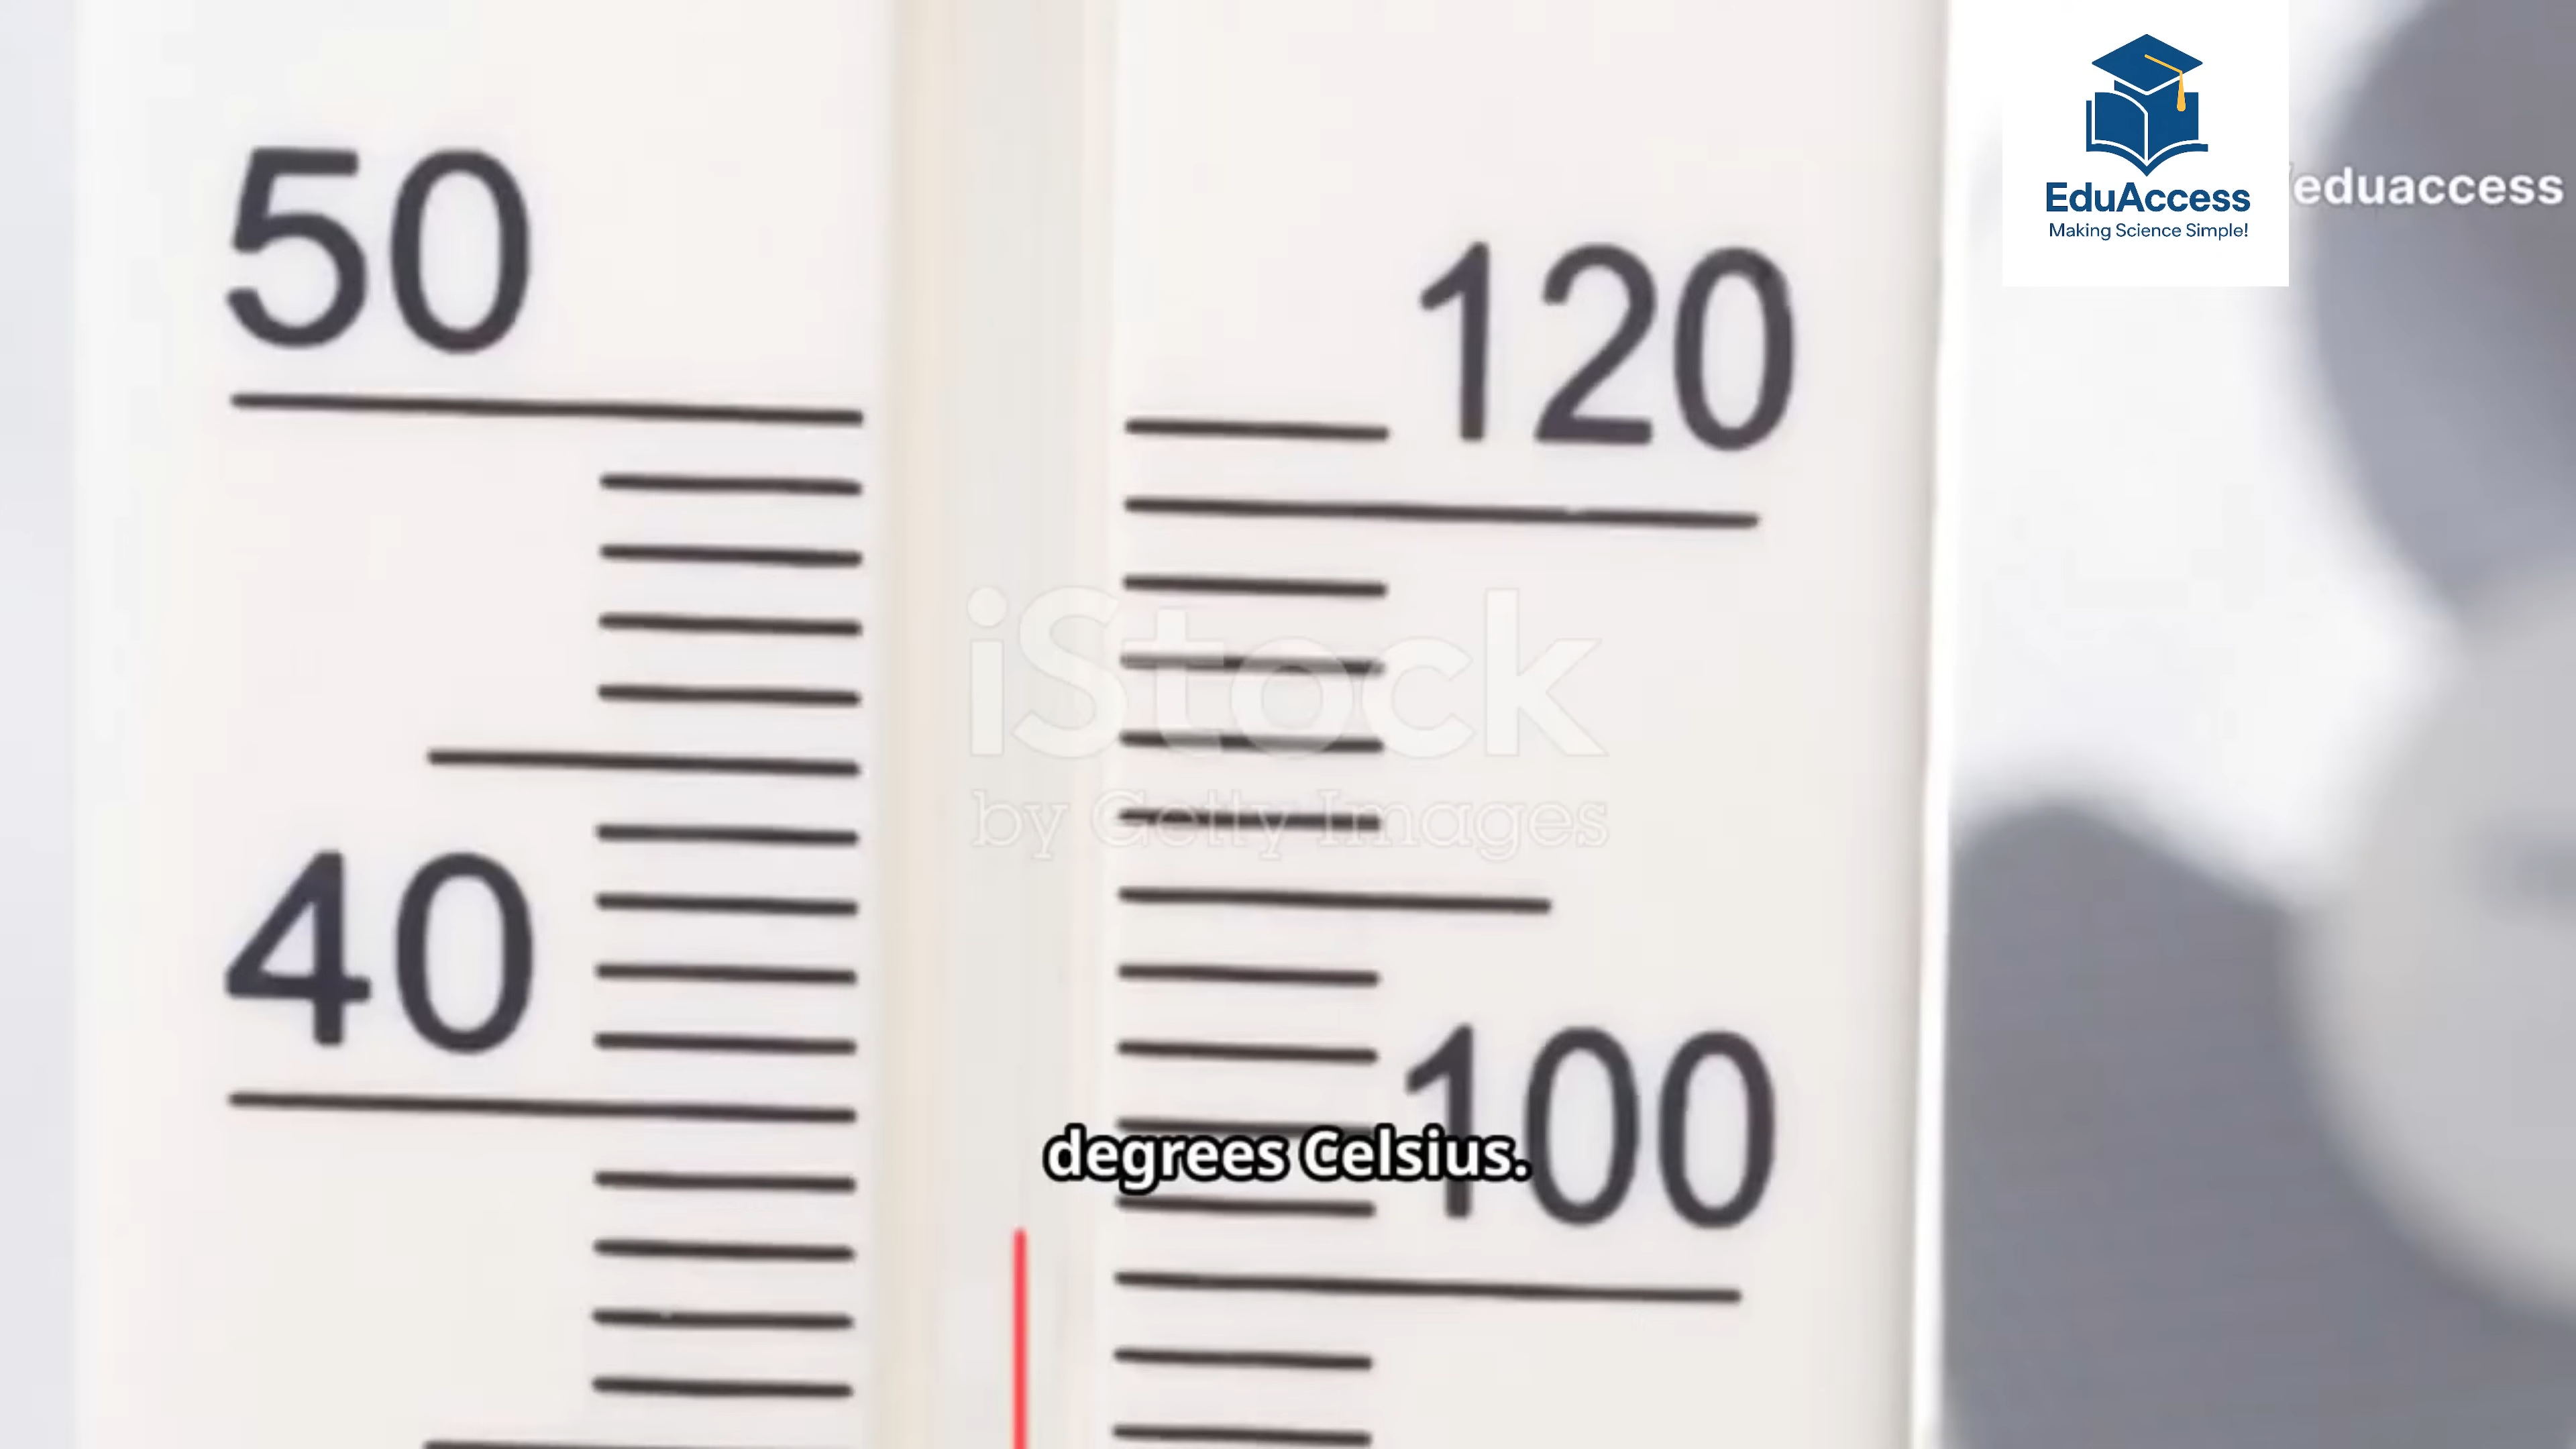 50
120
EduAccess
Making Science Simple!
eduaccess
iStock
by Getty Images
40
100
degrees Celsius.